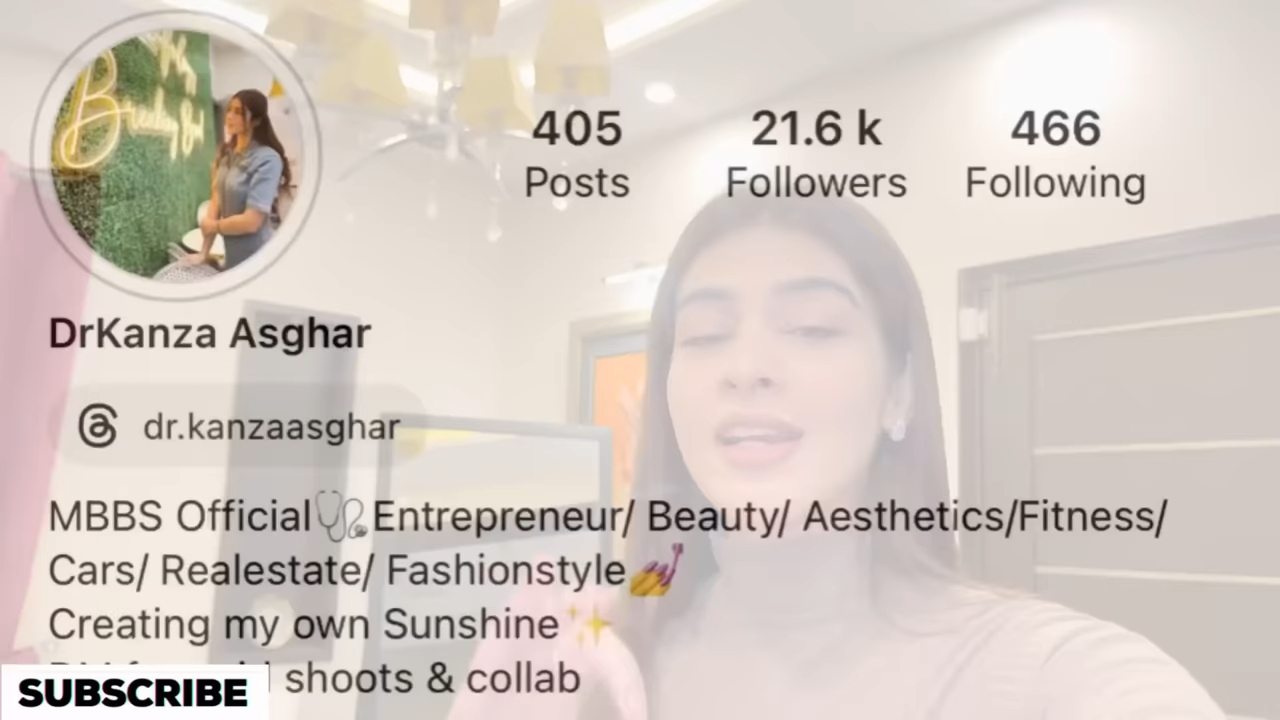 405 21.6 k 466
Posts Followers Following
DrKanza Asghar
dr.kanzaasghar
MBBS Official🩺Entrepreneur/ Beauty/ Aesthetics/Fitness/
Cars/ Realestate/ Fashionstyle💅
Creating my own Sunshine✨
shoots & collab
SUBSCRIBE